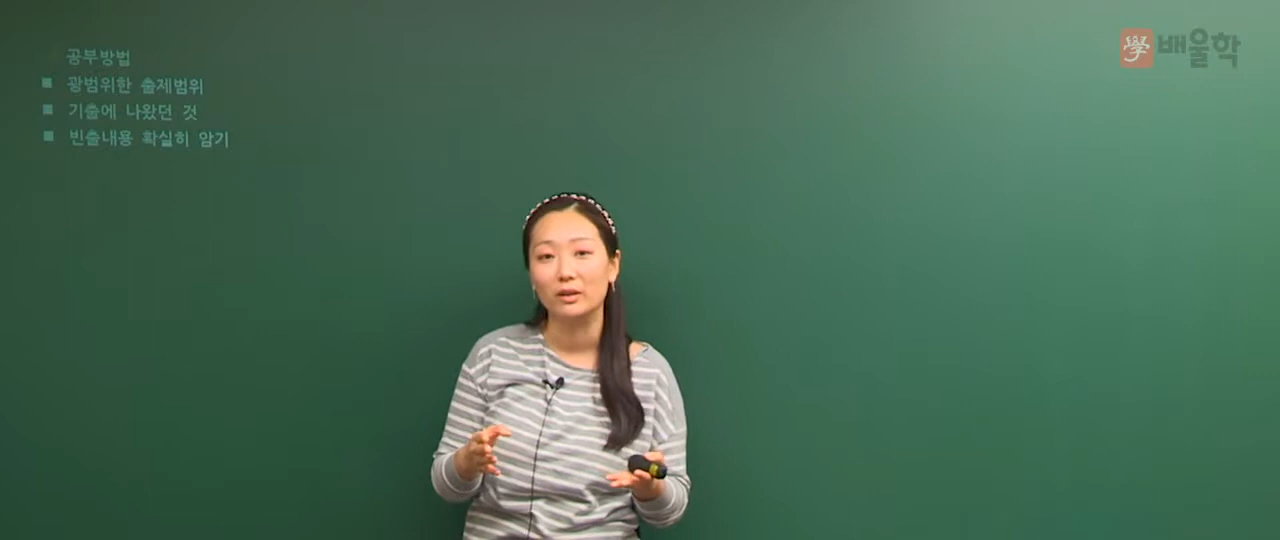 공부방법
■ 광범위한 출제범위
■ 기출에 나왔던 것
■ 빈출내용 확실히 암기
學 배울학